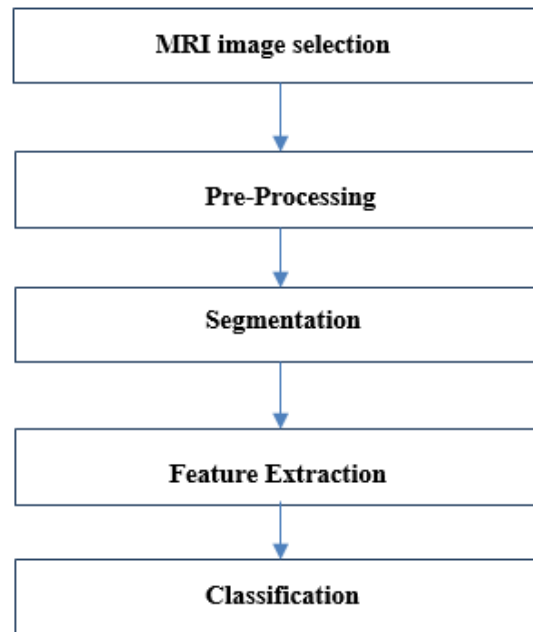 MRI image selection
Pre-Processing
Segmentation
Feature Extraction
Classification